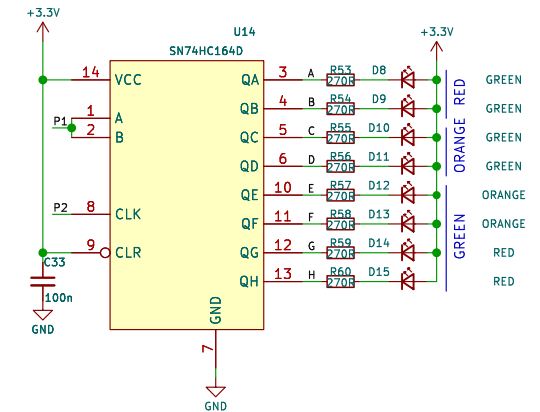 +3.3V
+3.3V
U14
SN74HC164D
14 VCC
QA 3 A R53 270R D8 GREEN
QB 4 B R54 270R D9 GREEN
RED
P1
1 A
2 B
QC 5 C R55 270R D10 GREEN
QD 6 D R56 270R D11 GREEN
ORANGE
QE 10 E R57 270R D12 ORANGE
P2 8 CLK
QF 11 F R58 270R D13 ORANGE
9 CLR
QG 12 G R59 270R D14 RED
QH 13 H R60 270R D15 RED
GREEN
C33
100n
GND
GND
7
GND